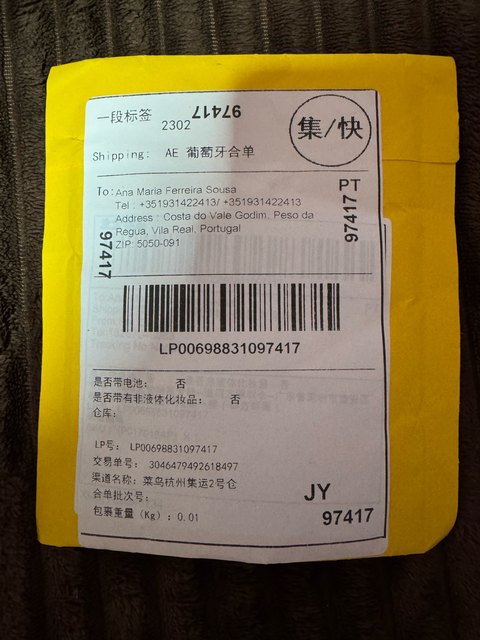 一段标签
2302
97417
集/快
Shipping: AE 葡萄牙合单
To: Ana Maria Ferreira Sousa
Tel : +351931422413/ +351931422413
Address : Costa do Vale Godim, Peso da
Regua, Vila Real, Portugal
ZIP: 5050-091
PT
97417
97417
LP00698831097417
是否带电池: 否
是否带有非液体化妆品: 否
仓库:
LP号: LP00698831097417
交易单号: 3046479492618497
渠道名称: 菜鸟杭州集运2号仓
合单批次号:
包裹重量 (Kg) : 0.01
JY
97417